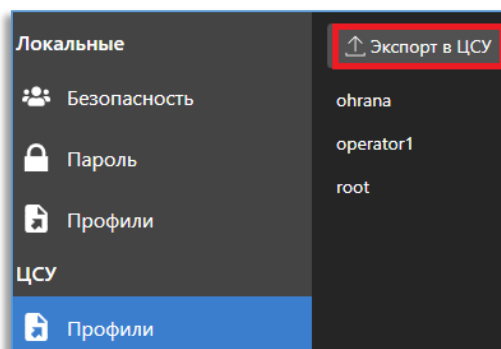 Локальные
Безопасность
Пароль
Профили
ЦСУ
Профили
Экспорт в ЦСУ
ohrana
operator1
root